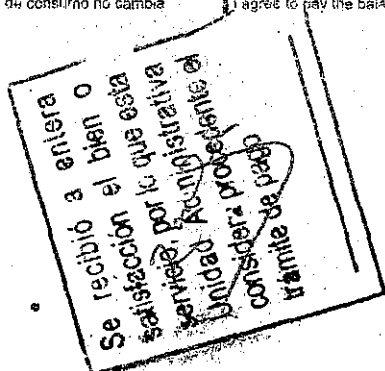 de consumo no cambia
I agree to pay the bala
Se recibió a entera
satisfacción el bien o
servicio, por lo que esta
Unidad Administrativa
considera procedente el
trámite de pago